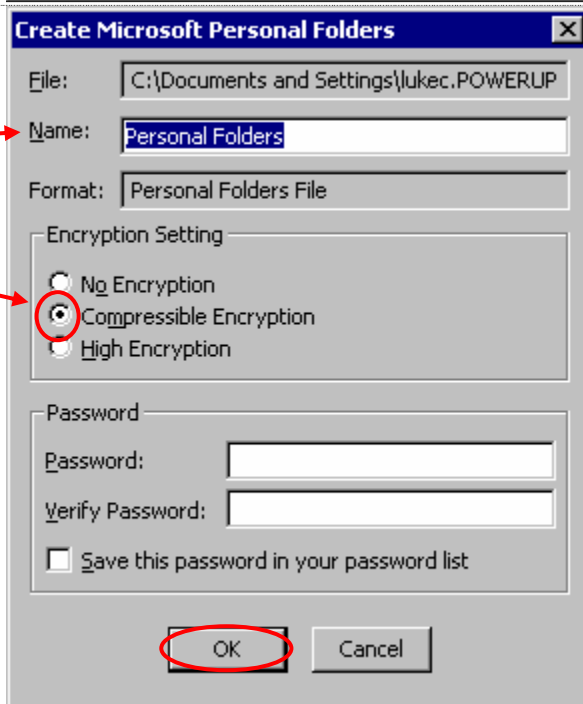 Create Microsoft Personal Folders
File: C:\Documents and Settings\lukec.POWERUP
Name: Personal Folders
Format: Personal Folders File
Encryption Setting
No Encryption
Compressible Encryption
High Encryption
Password
Password:
Verify Password:
Save this password in your password list
OK Cancel